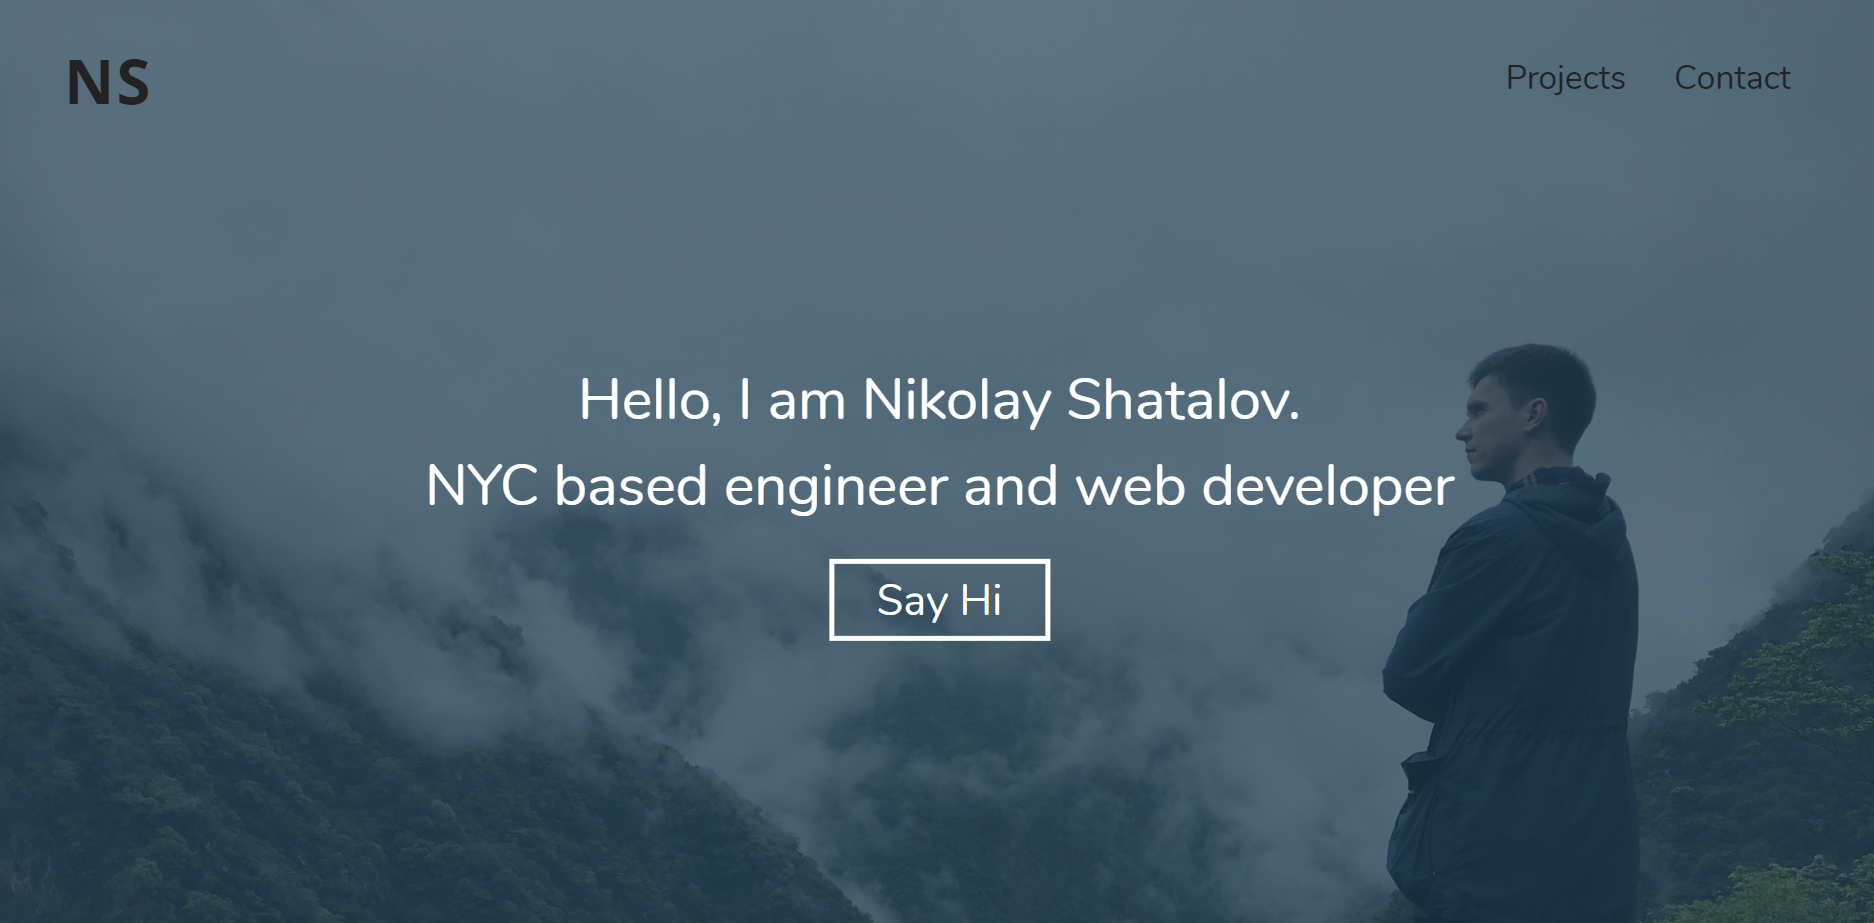 NS
Projects
Contact
Hello, I am Nikolay Shatalov.
NYC based engineer and web developer
Say Hi